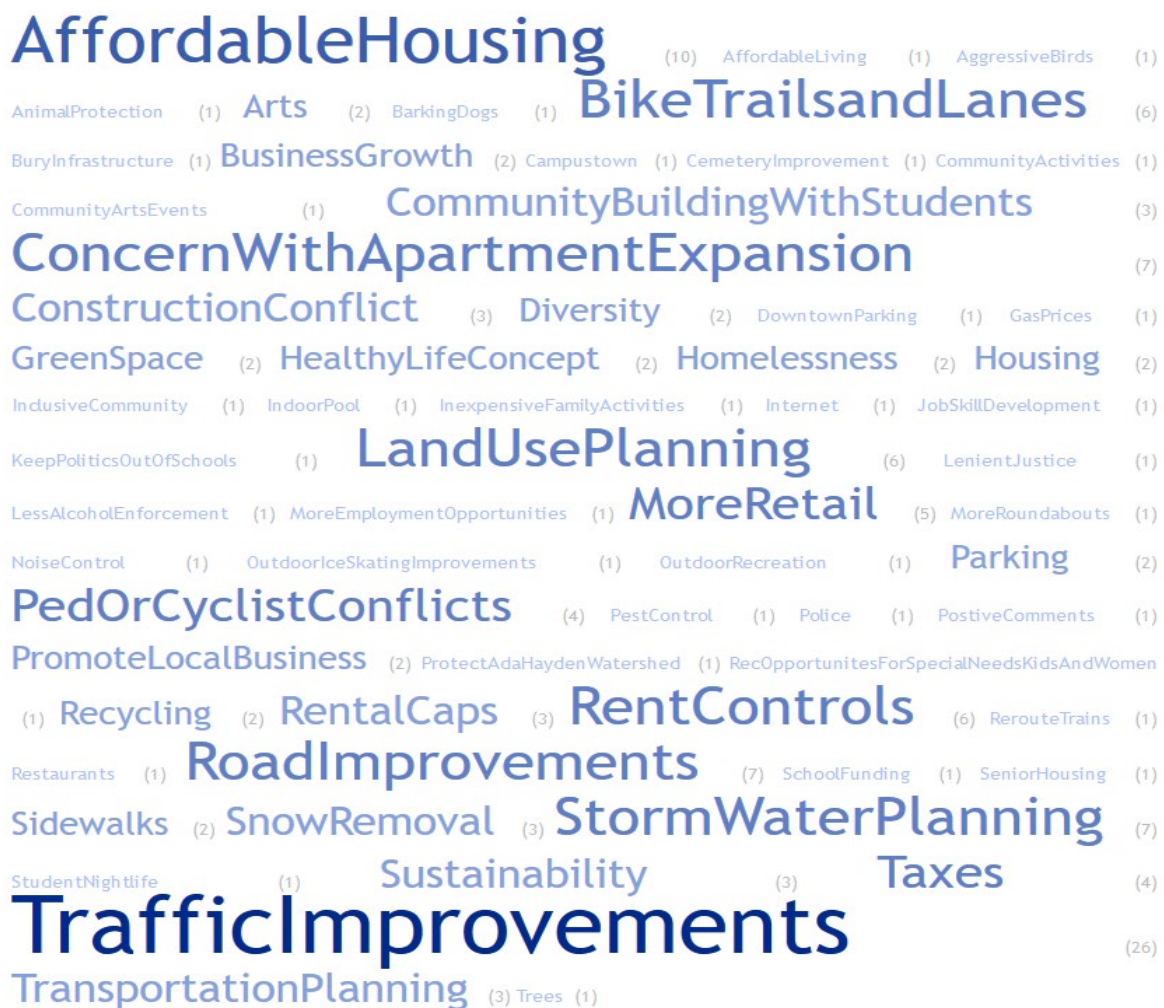 AffordableHousing (10) AffordableLiving (1) AggressiveBirds (1)
AnimalProtection (1) Arts (2) BarkingDogs (1) BikeTrailsandLanes (6)
BuryInfrastructure (1) BusinessGrowth (2) Campustown (1) CemeteryImprovement (1) CommunityActivities (1)
CommunityArtsEvents (1) CommunityBuildingWithStudents (3)
ConcernWithApartmentExpansion (7)
ConstructionConflict (3) Diversity (2) DowntownParking (1) GasPrices (1)
GreenSpace (2) HealthyLifeConcept (2) Homelessness (2) Housing (2)
InclusiveCommunity (1) IndoorPool (1) InexpensiveFamilyActivities (1) Internet (1) JobSkillDevelopment (1)
KeepPoliticsOutOfSchools (1) LandUsePlanning (6) LenientJustice (1)
LessAlcoholEnforcement (1) MoreEmploymentOpportunities (1) MoreRetail (5) MoreRoundabouts (1)
NoiseControl (1) OutdoorIceSkatingImprovements (1) OutdoorRecreation (1) Parking (2)
PedOrCyclistConflicts (4) PestControl (1) Police (1) PostiveComments (1)
PromoteLocalBusiness (2) ProtectAdaHaydenWatershed (1) RecOpportunitesForSpecialNeedsKidsAndWomen
(1) Recycling (2) RentalCaps (3) RentControls (6) RerouteTrains (1)
Restaurants (1) RoadImprovements (7) SchoolFunding (1) SeniorHousing (1)
Sidewalks (2) SnowRemoval (3) StormWaterPlanning (7)
StudentNightlife (1) Sustainability (3) Taxes (4)
TrafficImprovements (26)
TransportationPlanning (3) Trees (1)